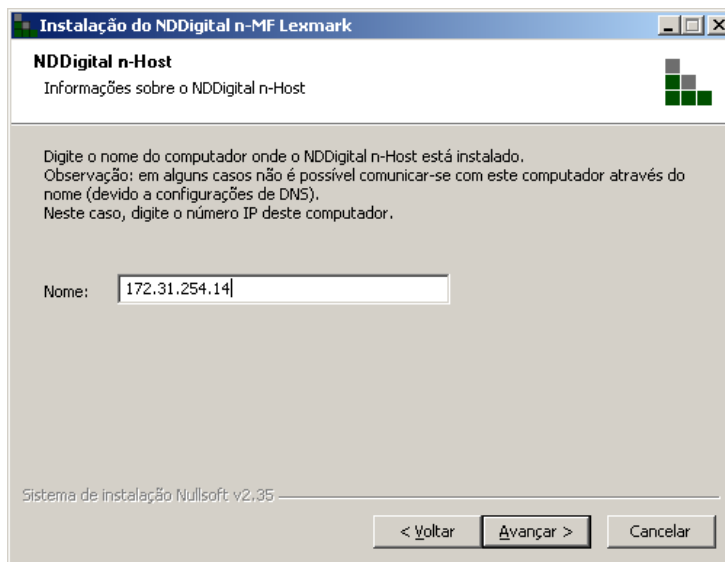 Instalação do NDDigital n-MF Lexmark
NDDigital n-Host
Informações sobre o NDDigital n-Host
Digite o nome do computador onde o NDDigital n-Host está instalado.
Observação: em alguns casos não é possível comunicar-se com este computador através do
nome (devido a configurações de DNS).
Neste caso, digite o número IP deste computador.
Nome: 172.31.254.14
Sistema de instalação Nullsoft v2.35
< Voltar Avançar > Cancelar